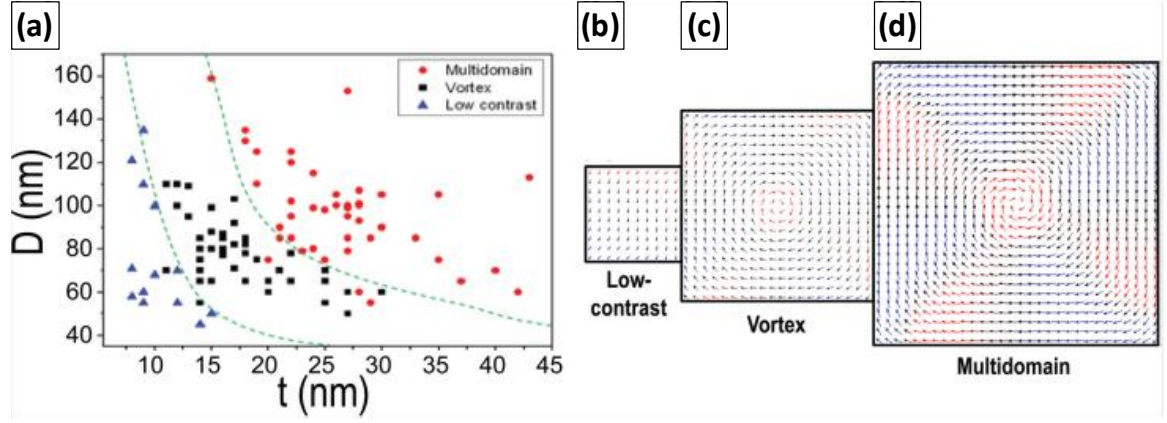 (a)
(b)
(c)
(d)
160
140
120
100
80
60
40
D (nm)
Multidomain
Vortex
Low contrast
10 15 20 25 30 35 40 45
t (nm)
Low-
contrast
Vortex
Multidomain